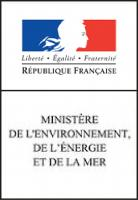 Liberté • Égalité • Fraternité
RÉPUBLIQUE FRANÇAISE
MINISTÈRE
DE L'ENVIRONNEMENT,
DE L'ÉNERGIE
ET DE LA MER